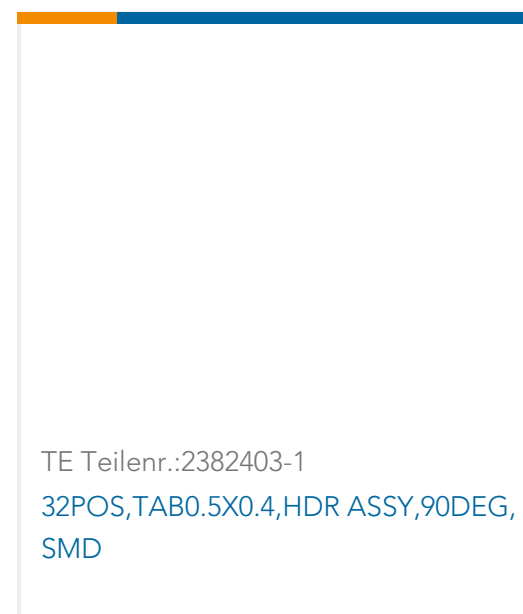 TE Teilenr.:2382403-1
32POS,TAB0.5X0.4,HDR ASSY,90DEG,
SMD